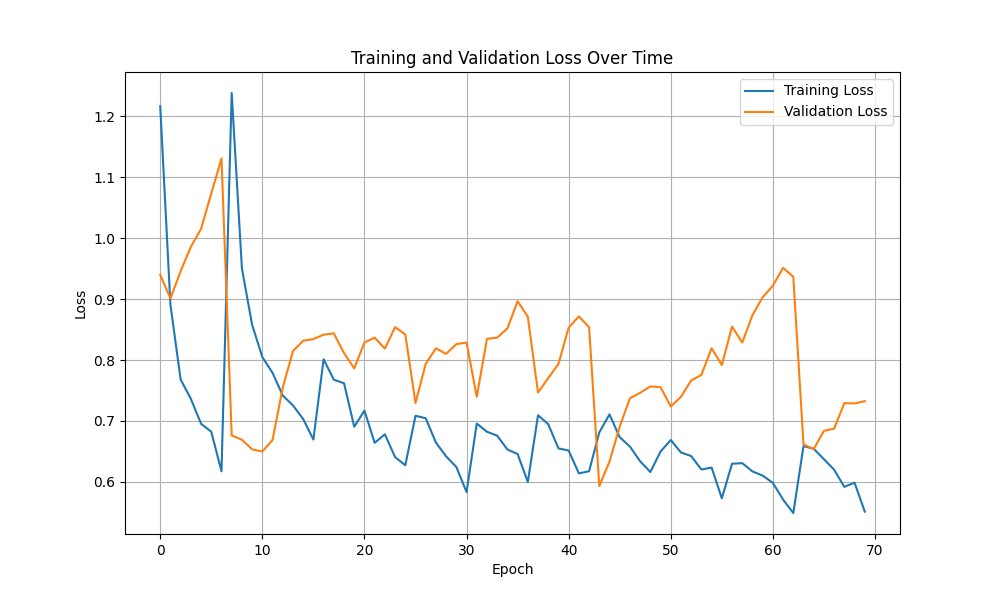 Training and Validation Loss Over Time
Training Loss
Validation Loss
1.2
1.1
1.0
0.9
0.8
0.7
0.6
Loss
0 10 20 30 40 50 60 70
Epoch